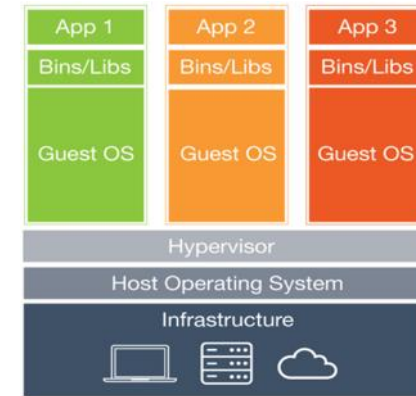 App 1 App 2 App 3
Bins/Libs Bins/Libs Bins/Libs
Guest OS Guest OS Guest OS
Hypervisor
Host Operating System
Infrastructure